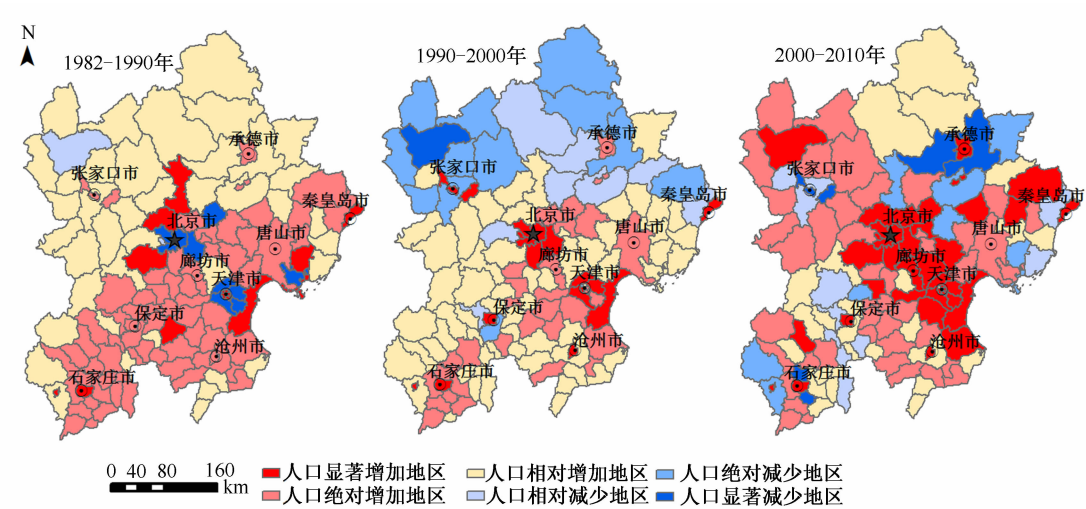 N
1982-1990年
承德市
张家口市
秦皇岛市
北京市
唐山市
廊坊市
天津市
保定市
沧州市
石家庄市
1990-2000年
承德市
张家口市
秦皇岛市
北京市
唐山市
廊坊市
天津市
保定市
沧州市
石家庄市
2000-2010年
承德市
张家口市
秦皇岛市
北京市
唐山市
廊坊市
天津市
保定市
沧州市
石家庄市
0 40 80 160
km
人口显著增加地区 人口相对增加地区 人口绝对减少地区
人口绝对增加地区 人口相对减少地区 人口显著减少地区